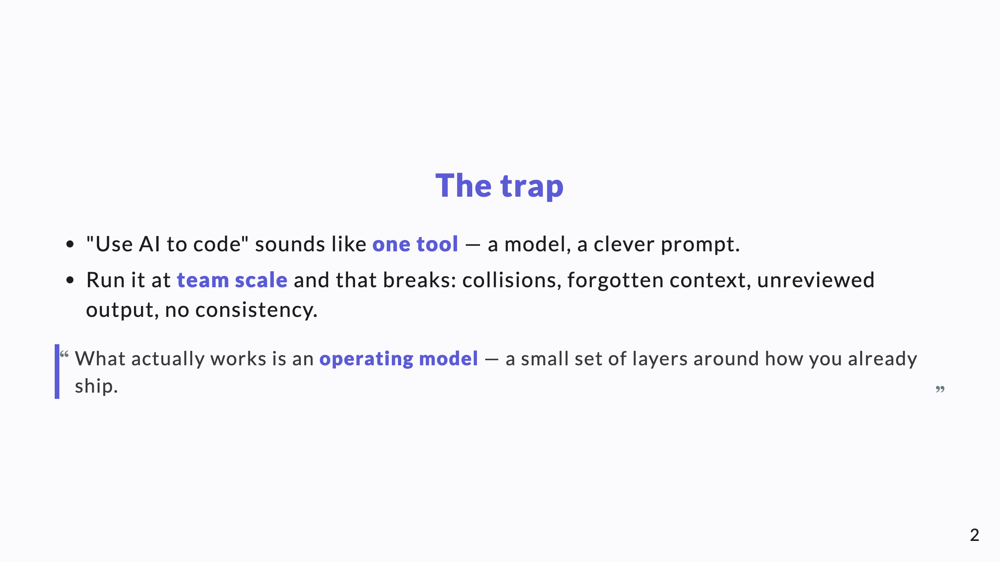 The trap
• "Use AI to code" sounds like one tool — a model, a clever prompt.
• Run it at team scale and that breaks: collisions, forgotten context, unreviewed
output, no consistency.
“ What actually works is an operating model — a small set of layers around how you already
ship. ”
2